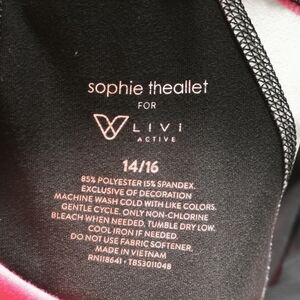 sophie theallet
FOR
LIVI
ACTIVE
14/16
85% POLYESTER 15% SPANDEX.
EXCLUSIVE OF DECORATION
MACHINE WASH COLD WITH LIKE COLORS.
GENTLE CYCLE. ONLY NON-CHLORINE
BLEACH WHEN NEEDED. TUMBLE DRY LOW.
COOL IRON IF NEEDED.
DO NOT USE FABRIC SOFTENER.
MADE IN VIETNAM
RN118641 • TBS3011048